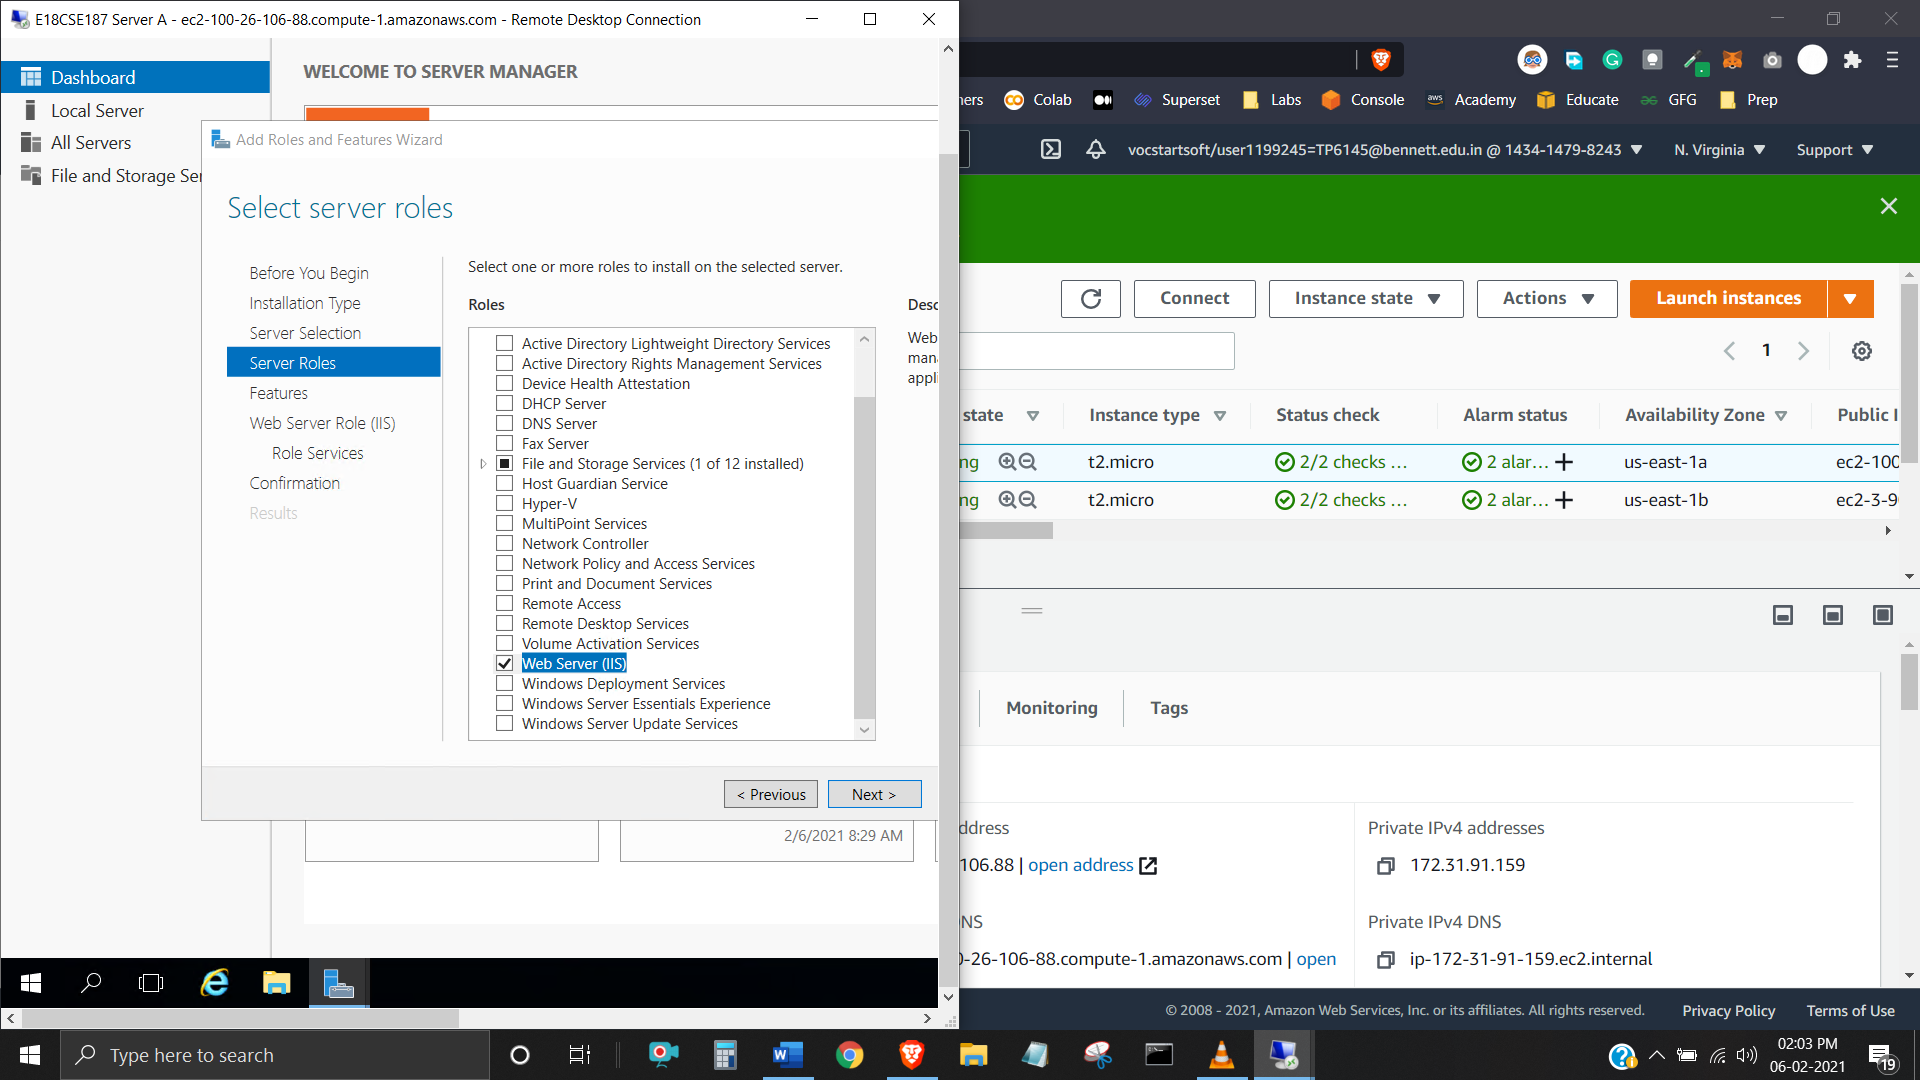 E18CSE187 Server A - ec2-100-26-106-88.compute-1.amazonaws.com - Remote Desktop Connection
Dashboard
Local Server
All Servers
File and Storage Ser
WELCOME TO SERVER MANAGER
Add Roles and Features Wizard
Select server roles
Before You Begin
Installation Type
Server Selection
Server Roles
Features
Web Server Role (IIS)
Role Services
Confirmation
Results
Select one or more roles to install on the selected server.
Roles
Active Directory Lightweight Directory Services
Active Directory Rights Management Services
Device Health Attestation
DHCP Server
DNS Server
Fax Server
File and Storage Services (1 of 12 installed)
Host Guardian Service
Hyper-V
MultiPoint Services
Network Controller
Network Policy and Access Services
Print and Document Services
Remote Access
Remote Desktop Services
Volume Activation Services
Web Server (IIS)
Windows Deployment Services
Windows Server Essentials Experience
Windows Server Update Services
Desc
Web
man
appli
< Previous
Next >
2/6/2021 8:29 AM
ners
Colab
Superset
Labs
Console
aws
Academy
Educate
GFG
Prep
vocstartsoft/user1199245=TP6145@bennett.edu.in @ 1434-1479-8243
N. Virginia
Support
Connect
Instance state
Actions
Launch instances
1
state
Instance type
Status check
Alarm status
Availability Zone
Public I
ng
t2.micro
2/2 checks ...
2 alar... +
us-east-1a
ec2-100
ng
t2.micro
2/2 checks ...
2 alar... +
us-east-1b
ec2-3-9
Monitoring
Tags
ddress
106.88 | open address
Private IPv4 addresses
172.31.91.159
NS
0-26-106-88.compute-1.amazonaws.com | open
Private IPv4 DNS
ip-172-31-91-159.ec2.internal
© 2008 - 2021, Amazon Web Services, Inc. or its affiliates. All rights reserved.
Privacy Policy
Terms of Use
Type here to search
02:03 PM
06-02-2021
19